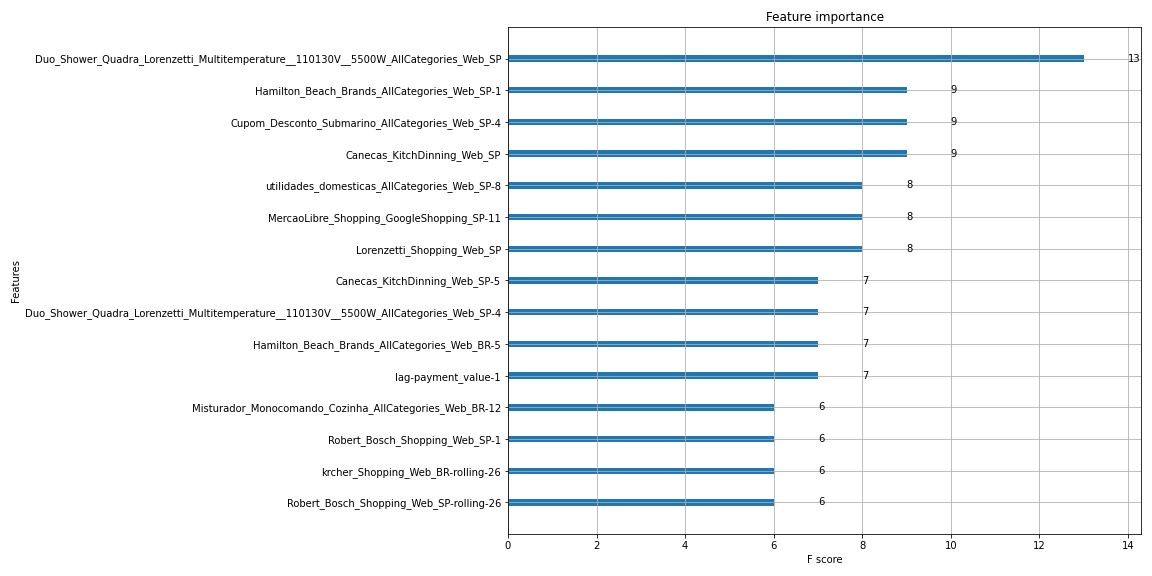 Feature importance
Features
Duo_Shower_Quadra_Lorenzetti_Multitemperature__110130V__5500W_AllCategories_Web_SP 13
Hamilton_Beach_Brands_AllCategories_Web_SP-1 9
Cupom_Desconto_Submarino_AllCategories_Web_SP-4 9
Canecas_KitchDinning_Web_SP 9
utilidades_domesticas_AllCategories_Web_SP-8 8
MercaoLibre_Shopping_GoogleShopping_SP-11 8
Lorenzetti_Shopping_Web_SP 8
Canecas_KitchDinning_Web_SP-5 7
Duo_Shower_Quadra_Lorenzetti_Multitemperature__110130V__5500W_AllCategories_Web_SP-4 7
Hamilton_Beach_Brands_AllCategories_Web_BR-5 7
lag-payment_value-1 7
Misturador_Monocomando_Cozinha_AllCategories_Web_BR-12 6
Robert_Bosch_Shopping_Web_SP-1 6
krcher_Shopping_Web_BR-rolling-26 6
Robert_Bosch_Shopping_Web_SP-rolling-26 6
0 2 4 6 8 10 12 14
F score